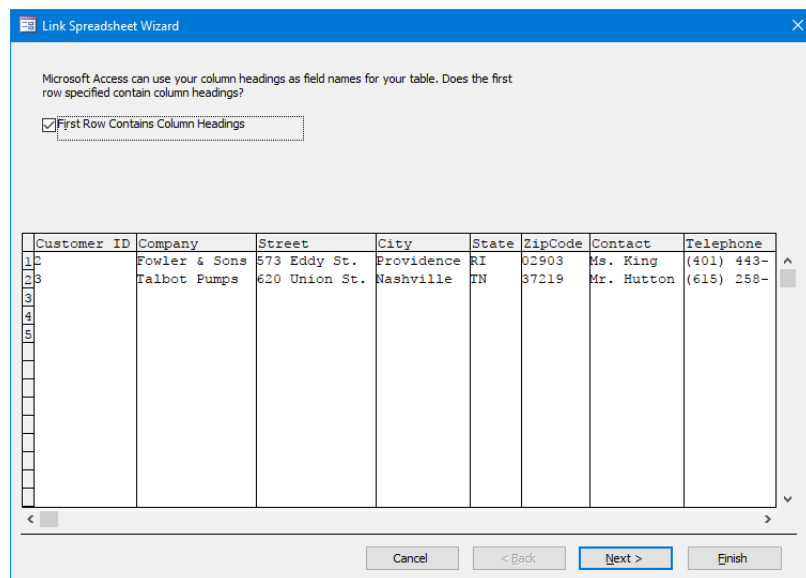 Link Spreadsheet Wizard
Microsoft Access can use your column headings as field names for your table. Does the first
row specified contain column headings?
First Row Contains Column Headings
Customer ID Company Street City State ZipCode Contact Telephone
1 2 Fowler & Sons 573 Eddy St. Providence RI 02903 Ms. King (401) 443-
2 3 Talbot Pumps 620 Union St. Nashville TN 37219 Mr. Hutton (615) 258-
3
4
5
Cancel < Back Next > Finish